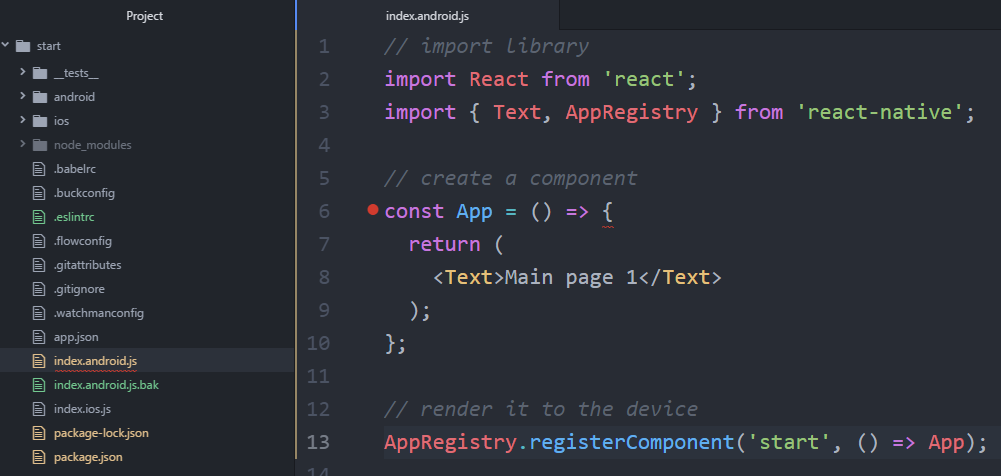 Project
start
__tests__
android
ios
node_modules
.babelrc
.buckconfig
.eslintrc
.flowconfig
.gitattributes
.gitignore
.watchmanconfig
app.json
index.android.js
index.android.js.bak
index.ios.js
package-lock.json
package.json
index.android.js
1 // import library
2 import React from 'react';
3 import { Text, AppRegistry } from 'react-native';
4
5 // create a component
6 const App = () => {
7   return (
8     <Text>Main page 1</Text>
9   );
10 };
11
12 // render it to the device
13 AppRegistry.registerComponent('start', () => App);
14